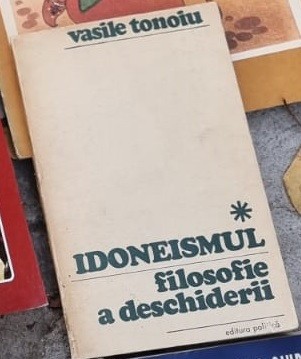 vasile tonoiu
*
IDONEISMUL
filosofie
a deschiderii
editura politică